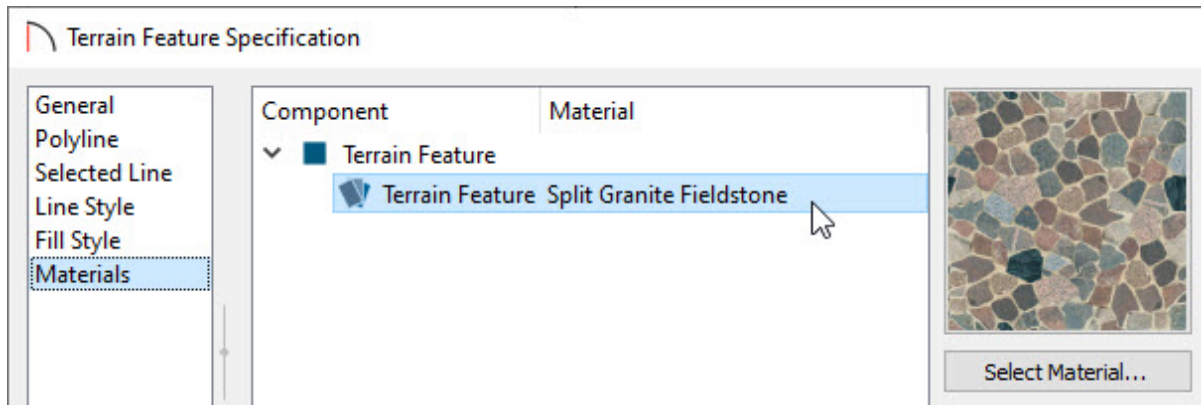 Terrain Feature Specification
General
Polyline
Selected Line
Line Style
Fill Style
Materials
Component Material
Terrain Feature
Terrain Feature Split Granite Fieldstone
Select Material...